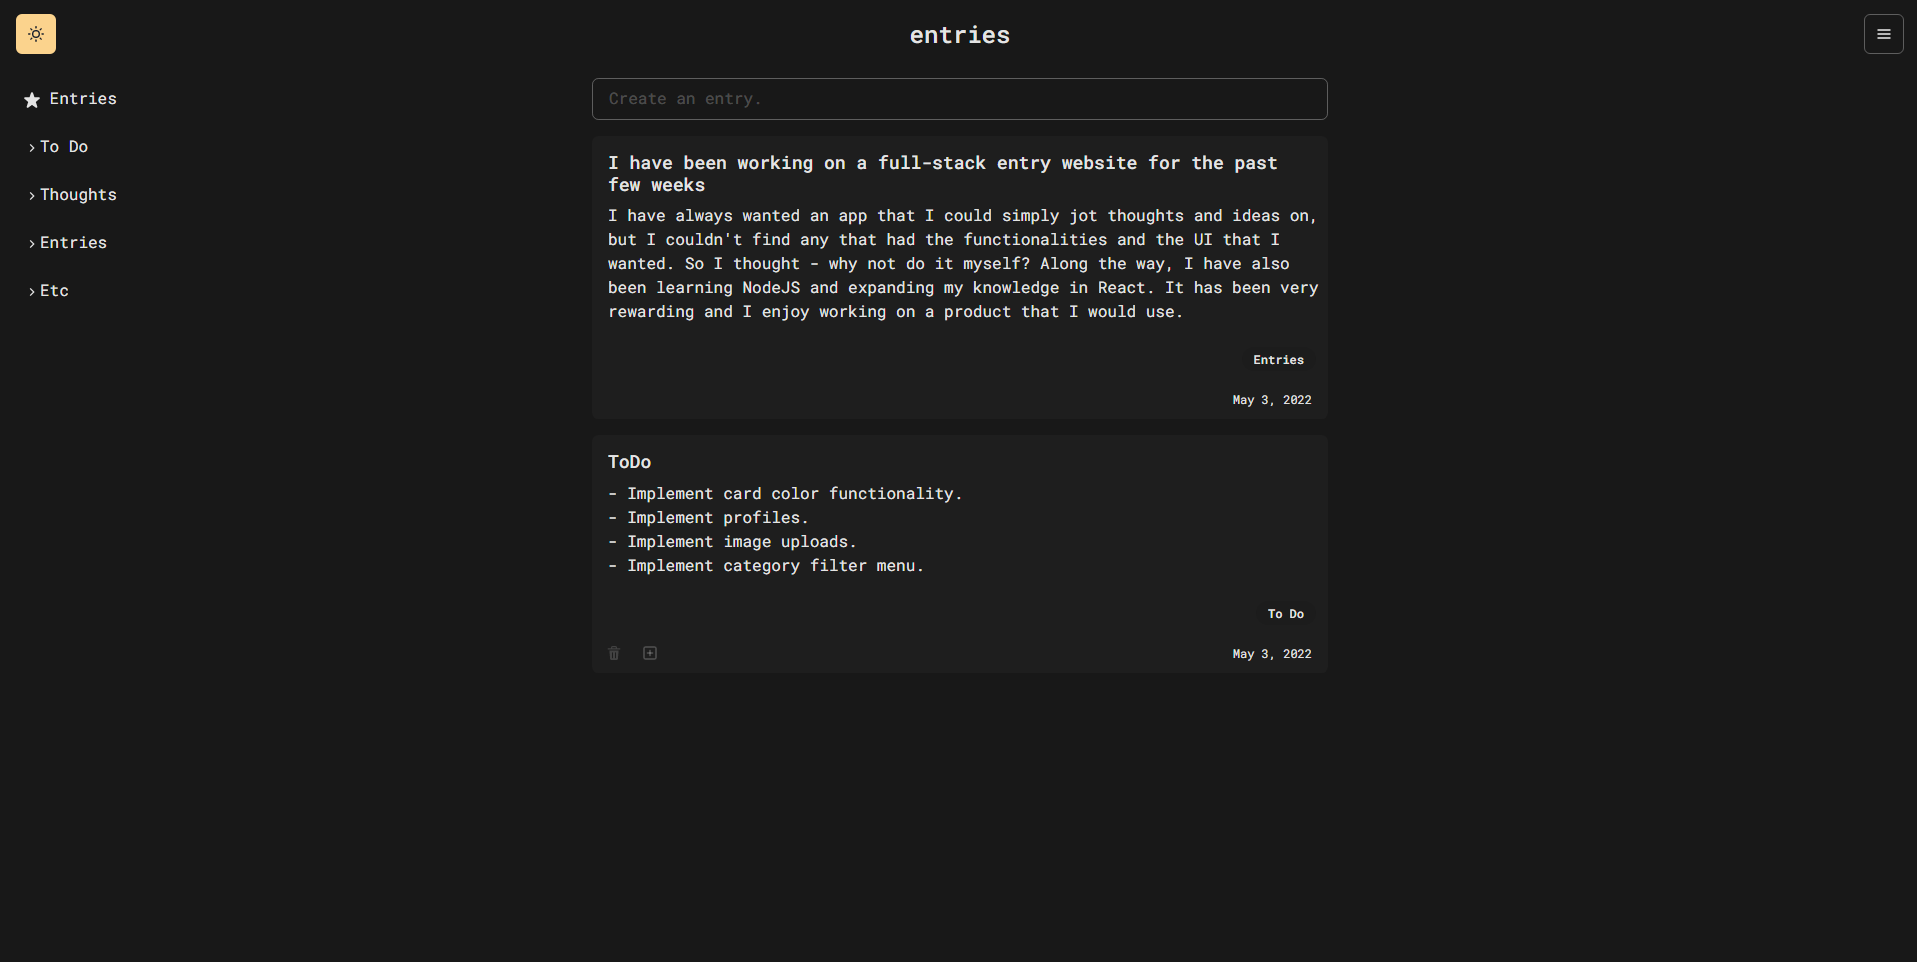 entries
Entries
To Do
Thoughts
Entries
Etc
Create an entry.
I have been working on a full-stack entry website for the past
few weeks
I have always wanted an app that I could simply jot thoughts and ideas on,
but I couldn't find any that had the functionalities and the UI that I
wanted. So I thought - why not do it myself? Along the way, I have also
been learning NodeJS and expanding my knowledge in React. It has been very
rewarding and I enjoy working on a product that I would use.
Entries
May 3, 2022
ToDo
- Implement card color functionality.
- Implement profiles.
- Implement image uploads.
- Implement category filter menu.
To Do
May 3, 2022